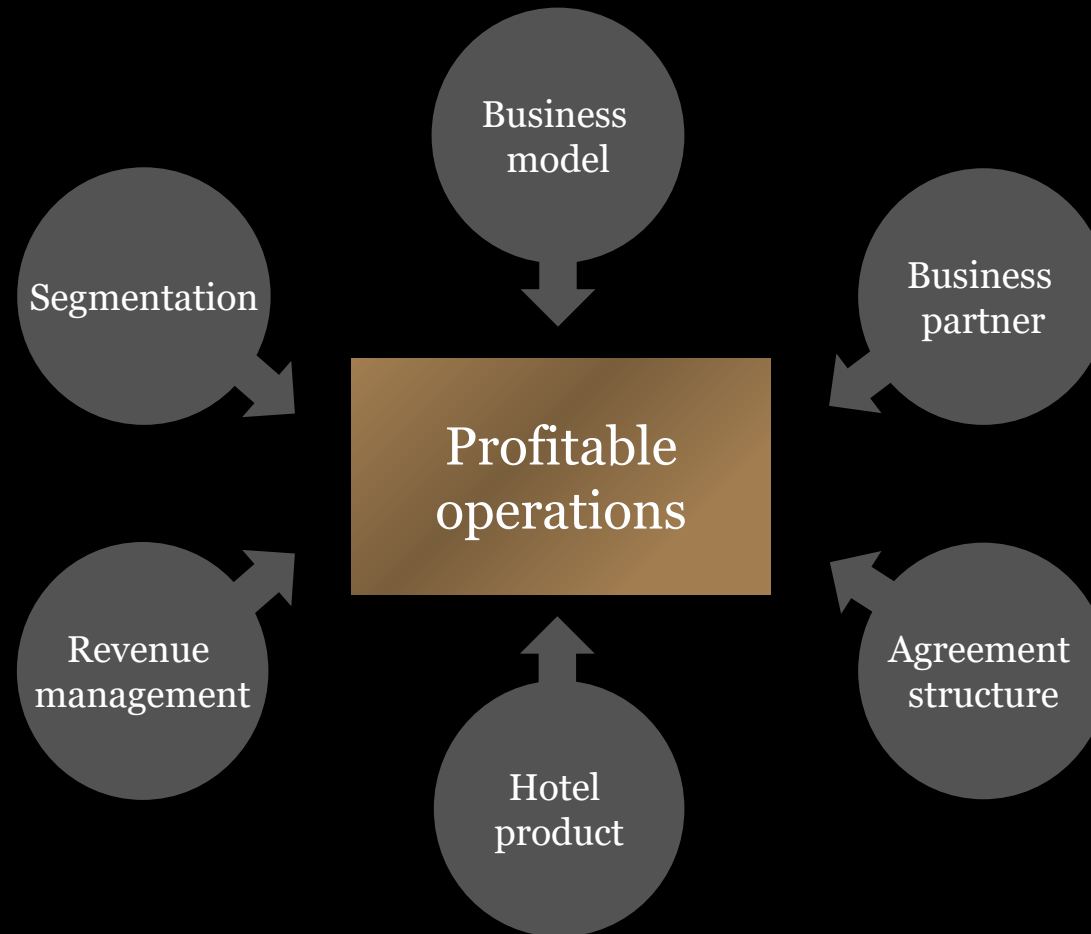 Business
model
Segmentation
Business
partner
Profitable
operations
Revenue
management
Agreement
structure
Hotel
product